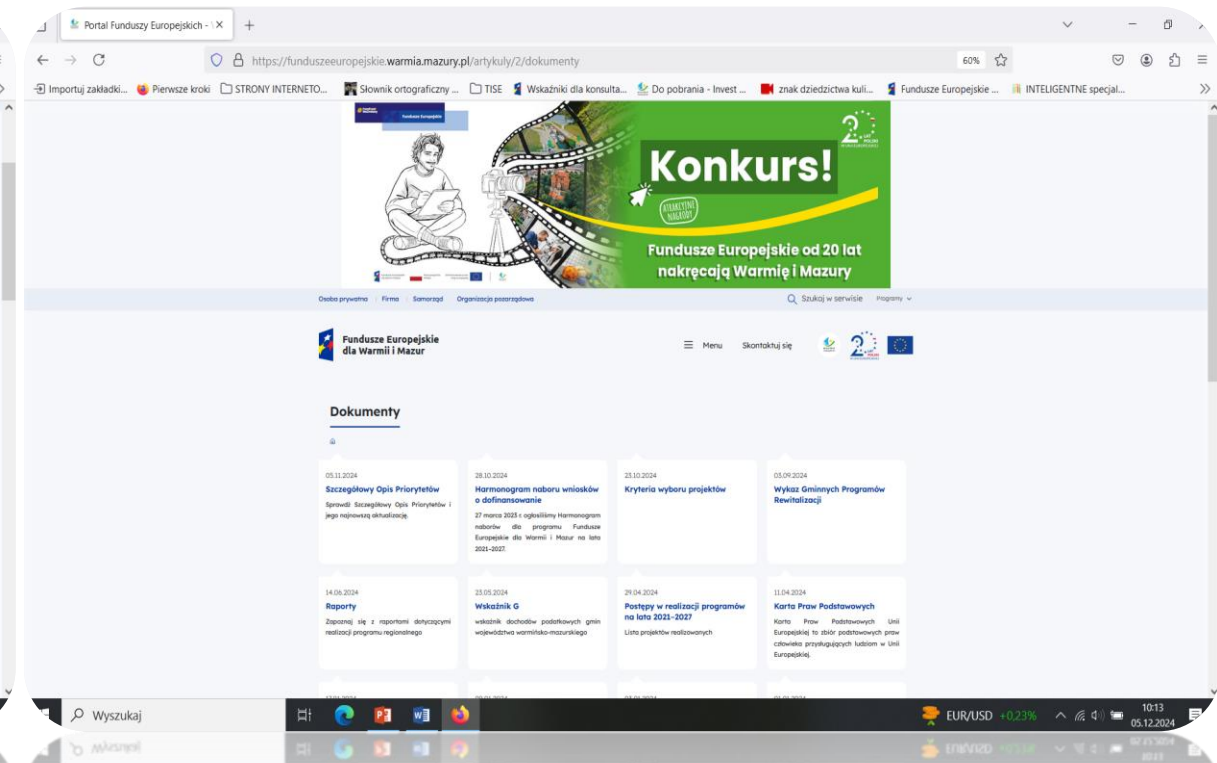 Portal Funduszy Europejskich -
https://funduszeeuropejskie.warmia.mazury.pl/artykuly/2/dokumenty
60%
Importuj zakładki... Pierwsze kroki STRONY INTERNETO... Słownik ortograficzny ... TISE Wskaźniki dla konsulta... Do pobrania - Invest ... znak dziedzictwa kuli... Fundusze Europejskie ... INTELIGENTNE specjal...
Fundusze Europejskie
Konkurs!
ATRAKCYJNE
NAGRODY
Fundusze Europejskie od 20 lat
nakręcają Warmię i Mazury
Osoba prywatna Firma Samorząd Organizacja pozarządowa Szukaj w serwisie Programy
Fundusze Europejskie
dla Warmii i Mazur
Menu Skontaktuj się
Dokumenty
05.11.2024
Szczegółowy Opis Priorytetów
Sprawdź Szczegółowy Opis Priorytetów i
jego najnowszą aktualizację.
28.10.2024
Harmonogram naboru wniosków
o dofinansowanie
27 marca 2023 r. ogłosiliśmy Harmonogram
naborów dla programu Fundusze
Europejskie dla Warmii i Mazur na lata
2021-2027.
23.10.2024
Kryteria wyboru projektów
03.09.2024
Wykaz Gminnych Programów
Rewitalizacji
14.06.2024
Raporty
Zapoznaj się z raportami dotyczącymi
realizacji programu regionalnego
23.05.2024
Wskaźnik G
wskaźnik dochodów podatkowych gmin
województwa warmińsko-mazurskiego
29.04.2024
Postępy w realizacji programów
na lata 2021-2027
Lista projektów realizowanych
11.04.2024
Karta Praw Podstawowych
Karta Praw Podstawowych Unii
Europejskiej to zbiór podstawowych praw
człowieka przysługujących ludziom w Unii
Europejskiej.
Wyszukaj
EUR/USD +0,23%
10:13
05.12.2024